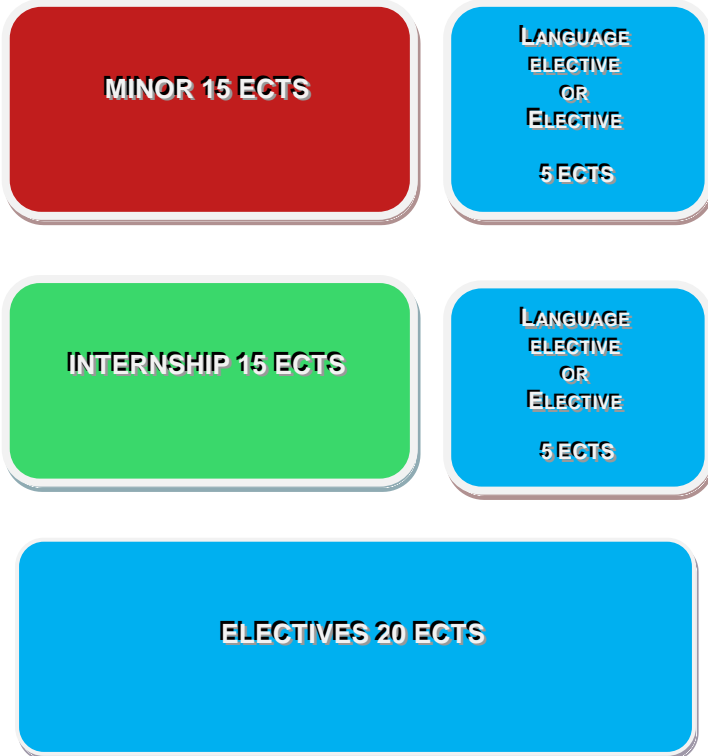 MINOR 15 ECTS
LANGUAGE
ELECTIVE
OR
ELECTIVE
5 ECTS
INTERNSHIP 15 ECTS
LANGUAGE
ELECTIVE
OR
ELECTIVE
5 ECTS
ELECTIVES 20 ECTS